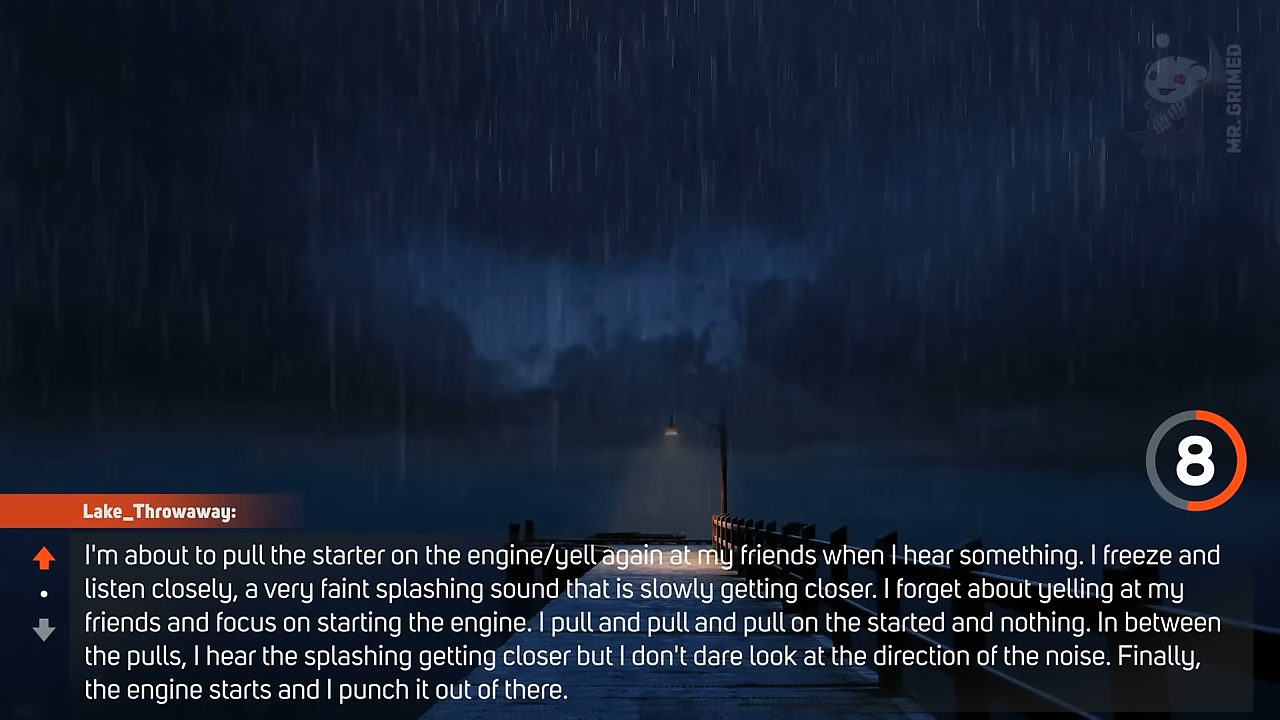 MR. GRIMED
8
Lake_Throwaway:
I'm about to pull the starter on the engine/yell again at my friends when I hear something. I freeze and
listen closely, a very faint splashing sound that is slowly getting closer. I forget about yelling at my
friends and focus on starting the engine. I pull and pull and pull on the started and nothing. In between
the pulls, I hear the splashing getting closer but I don't dare look at the direction of the noise. Finally,
the engine starts and I punch it out of there.